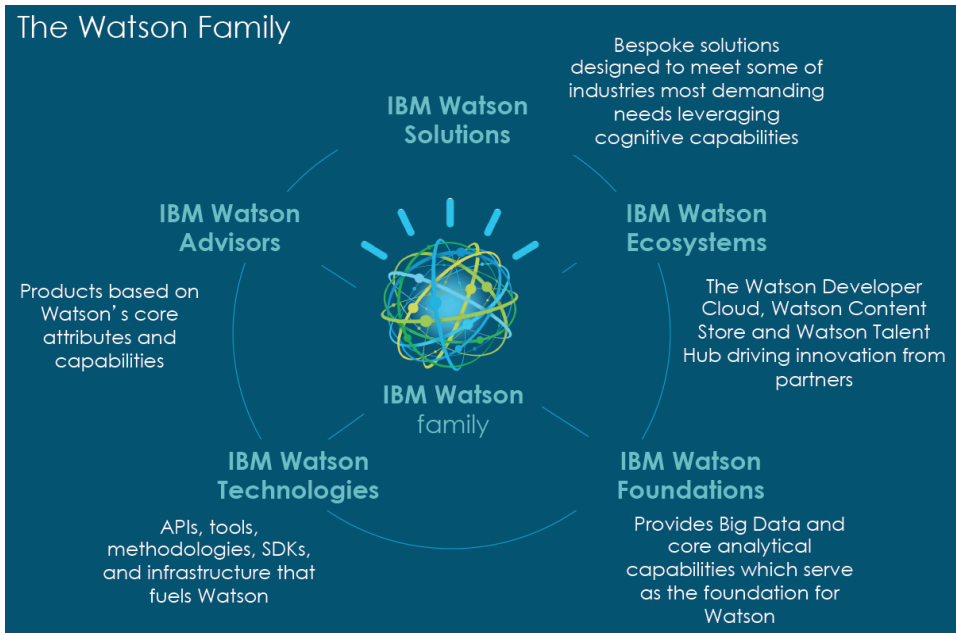 The Watson Family
Bespoke solutions
designed to meet some of
industries most demanding
needs leveraging
cognitive capabilities
IBM Watson
Solutions
IBM Watson
Advisors
IBM Watson
Ecosystems
Products based on
Watson’s core
attributes and
capabilities
The Watson Developer
Cloud, Watson Content
Store and Watson Talent
Hub driving innovation from
partners
IBM Watson
family
IBM Watson
Technologies
IBM Watson
Foundations
APIs, tools,
methodologies, SDKs,
and infrastructure that
fuels Watson
Provides Big Data and
core analytical
capabilities which serve
as the foundation for
Watson